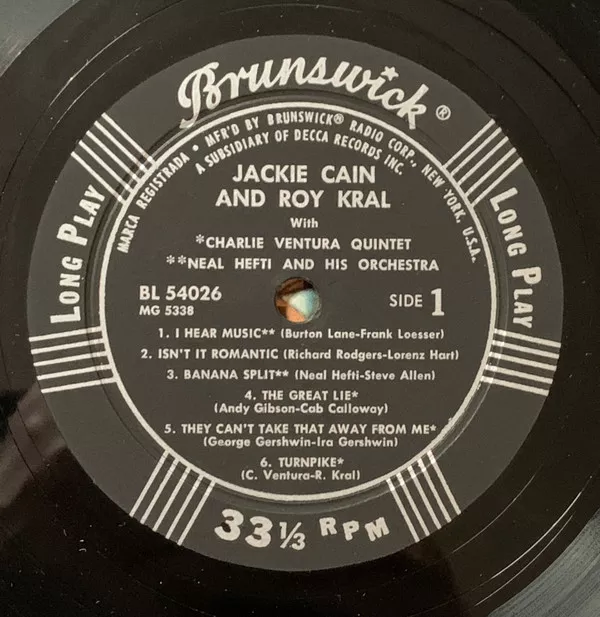 Brunswick®
MARCA REGISTRADA • MFR'D BY BRUNSWICK® RADIO CORP., NEW YORK, U.S.A.
A SUBSIDIARY OF DECCA RECORDS INC.
JACKIE CAIN
AND ROY KRAL
With
*CHARLIE VENTURA QUINTET
**NEAL HEFTI AND HIS ORCHESTRA
LONG PLAY
LONG PLAY
BL 54026
MG 5338
SIDE 1
1. I HEAR MUSIC** (Burton Lane-Frank Loesser)
2. ISN'T IT ROMANTIC (Richard Rodgers-Lorenz Hart)
3. BANANA SPLIT** (Neal Hefti-Steve Allen)
4. THE GREAT LIE*
(Andy Gibson-Cab Calloway)
5. THEY CAN'T TAKE THAT AWAY FROM ME*
(George Gershwin-Ira Gershwin)
6. TURNPIKE*
(C. Ventura-R. Kral)
33 1/3 RPM